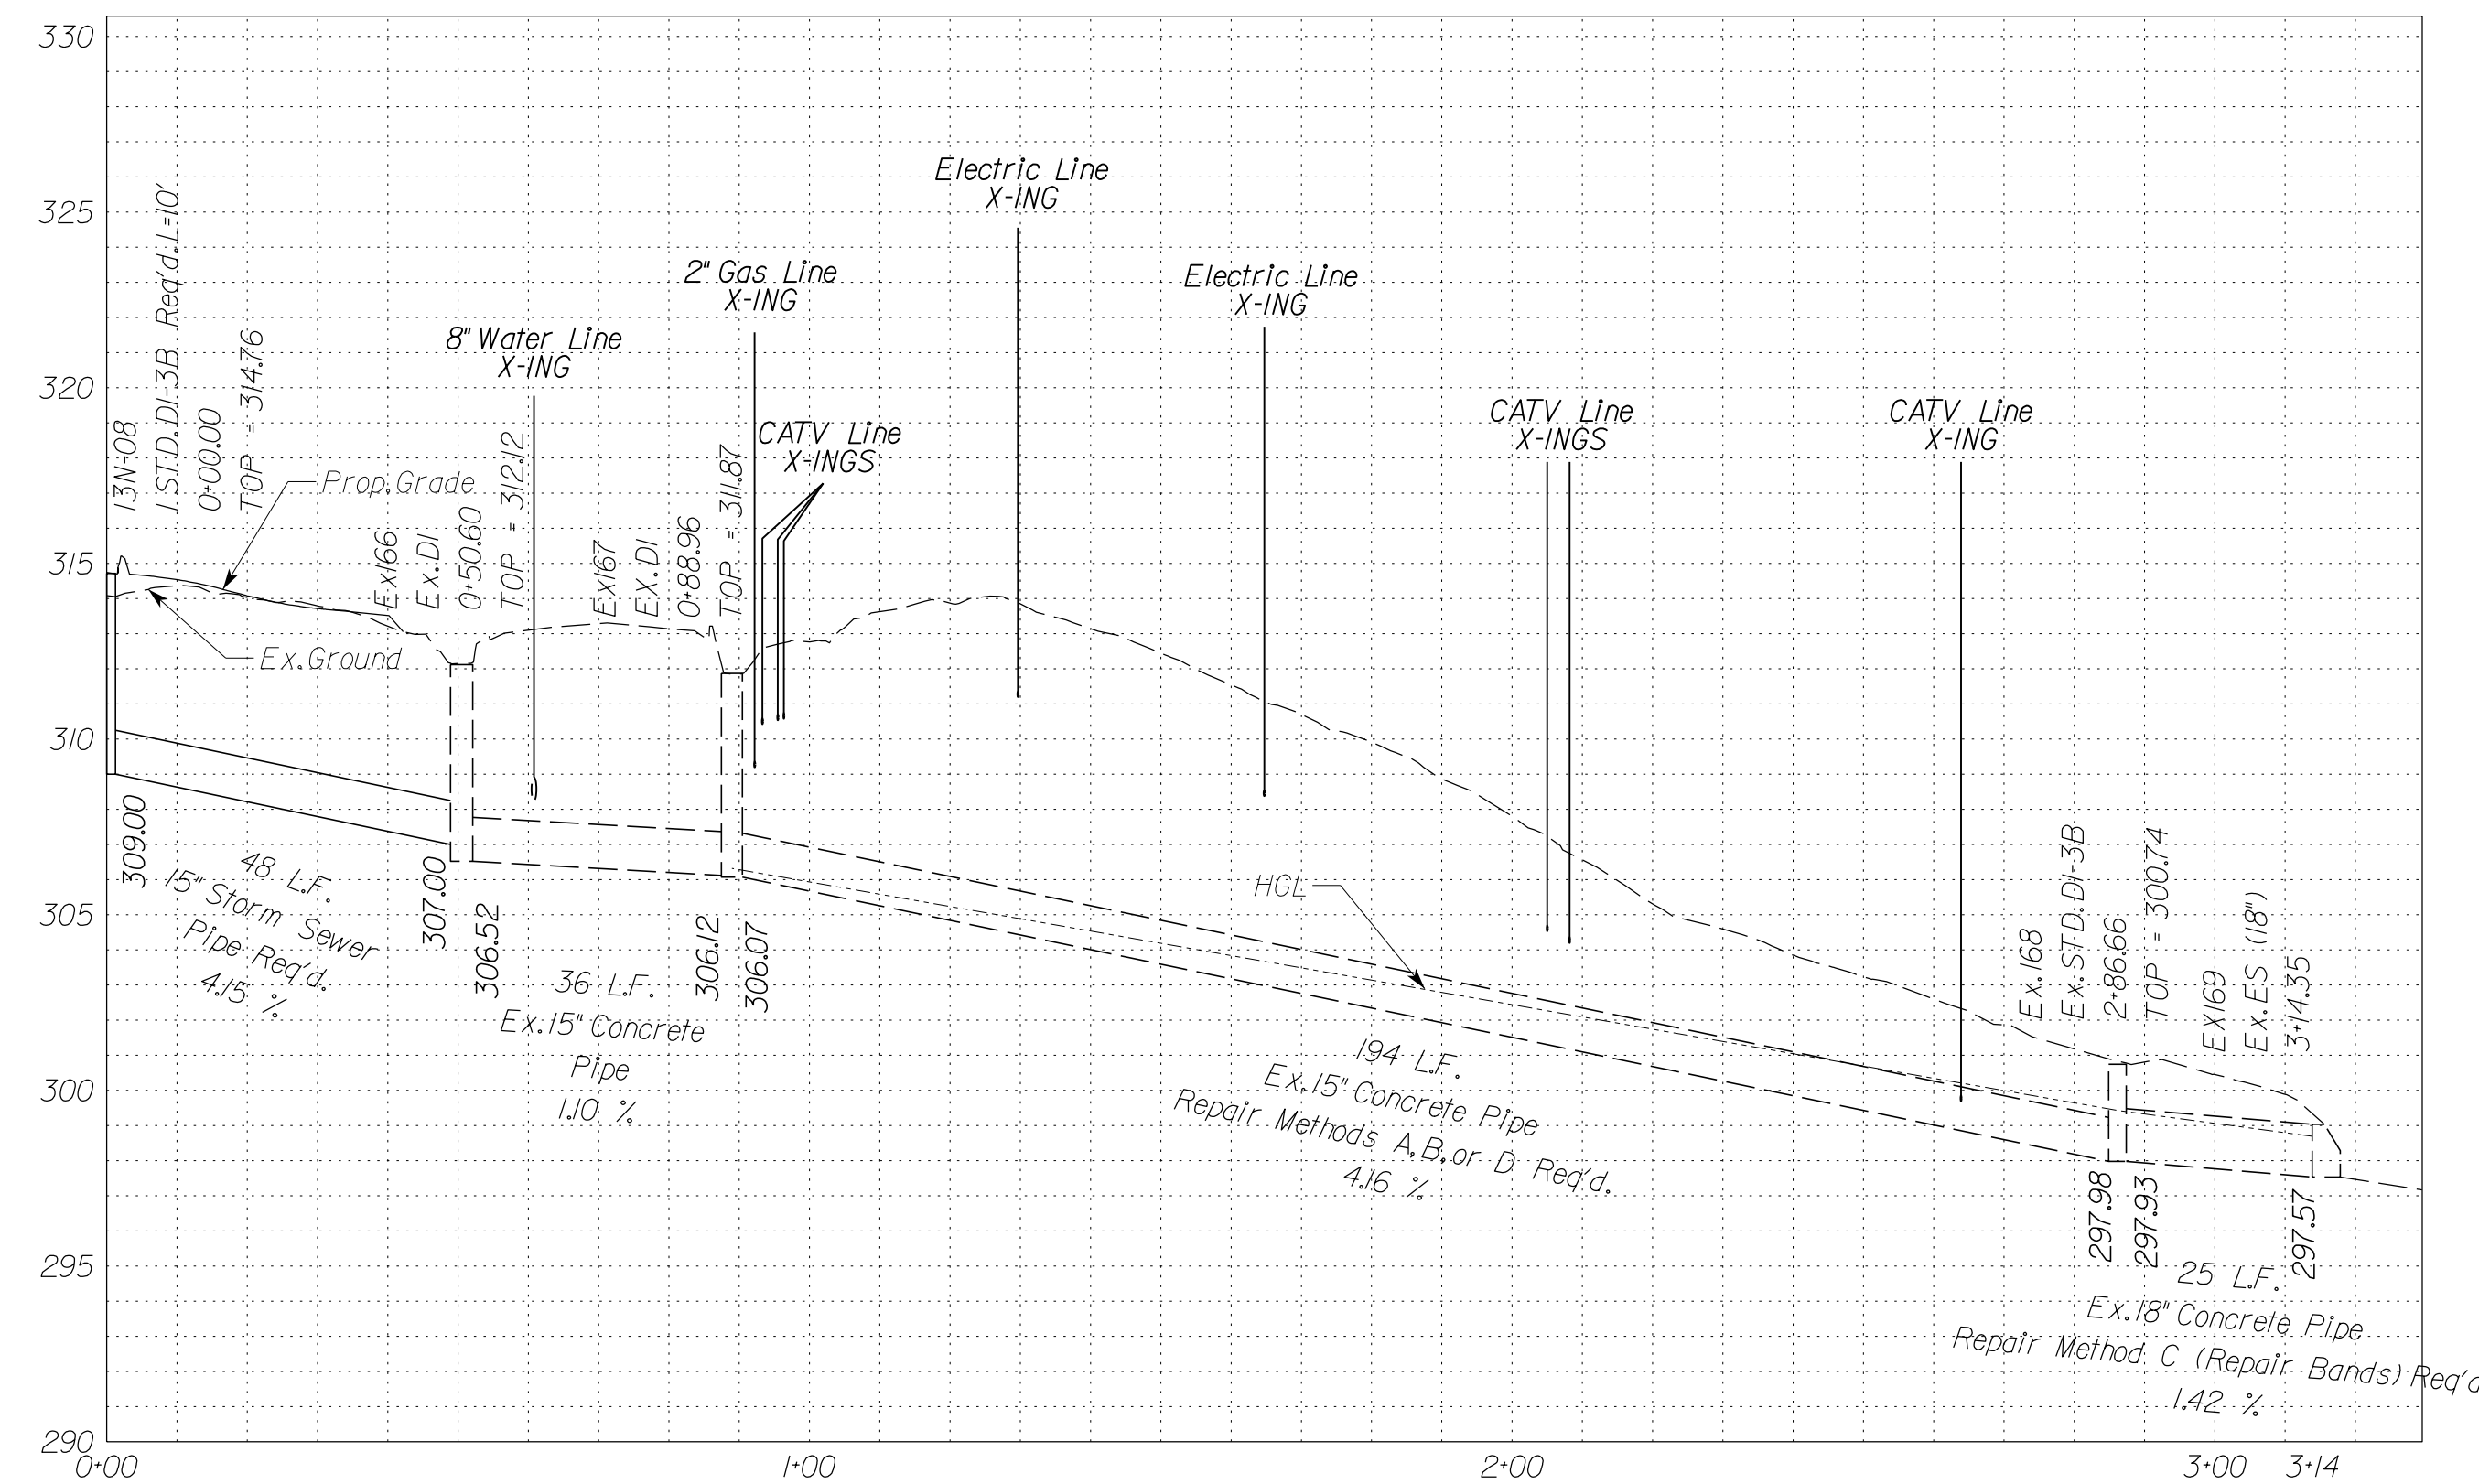 330
325
320
315
310
305
300
295
290
0+00
1+00
2+00
3+00
3+14
13N-08
1 STD. DI-3B Req'd. L=10'
0+00.00
TOP = 314.76
Prop. Grade
Ex. Ground
Ex166
Ex. DI
0+50.60
TOP = 312.12
8" Water Line
X-ING
Ex167
EX. DI
0+88.96
TOP = 311.87
2" Gas Line
X-ING
CATV Line
X-INGS
Electric Line
X-ING
Electric Line
X-ING
CATV Line
X-INGS
CATV Line
X-ING
HGL
Ex.168
Ex. STD. DI-3B
2+86.66
TOP = 300.74
EX169
Ex. ES (18")
3+14.35
309.00
307.00
306.52
306.12
306.07
297.98
297.93
297.57
48 L.F.
15" Storm Sewer
Pipe Req'd.
4.15 %
36 L.F.
Ex. 15" Concrete
Pipe
1.10 %
194 L.F.
Ex. 15" Concrete Pipe
Repair Methods A, B, or D Req'd.
4.16 %
25 L.F.
Ex. 18" Concrete Pipe
Repair Method C (Repair Bands) Req'd
1.42 %